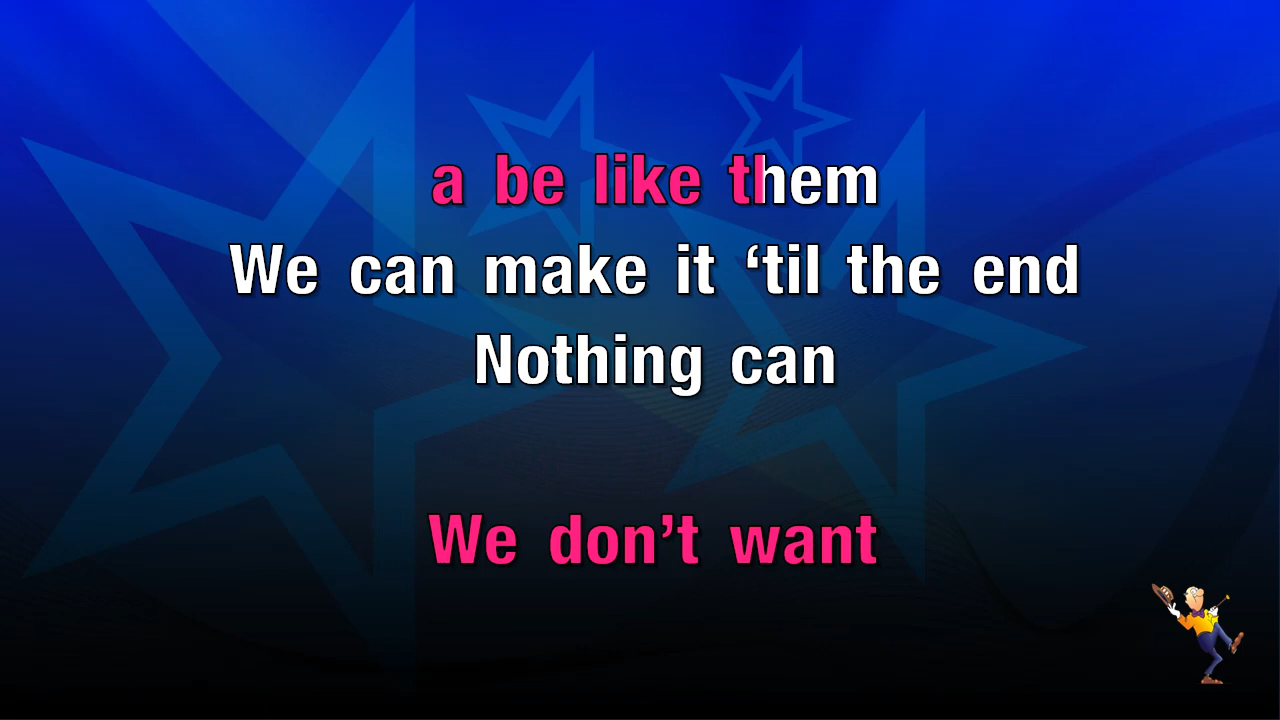 a be like them
We can make it ‘til the end
Nothing can
We don’t want